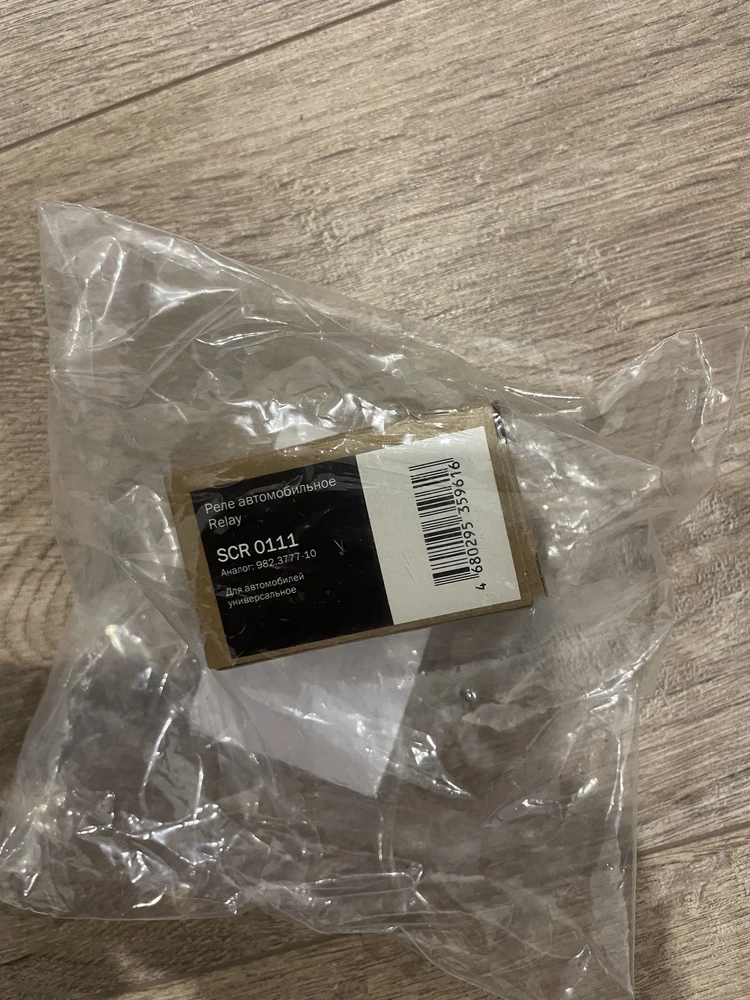 Реле автомобильное
Relay
SCR 0111
Аналог: 982.3777-10
Для автомобилей
универсальное
4 680295 359616